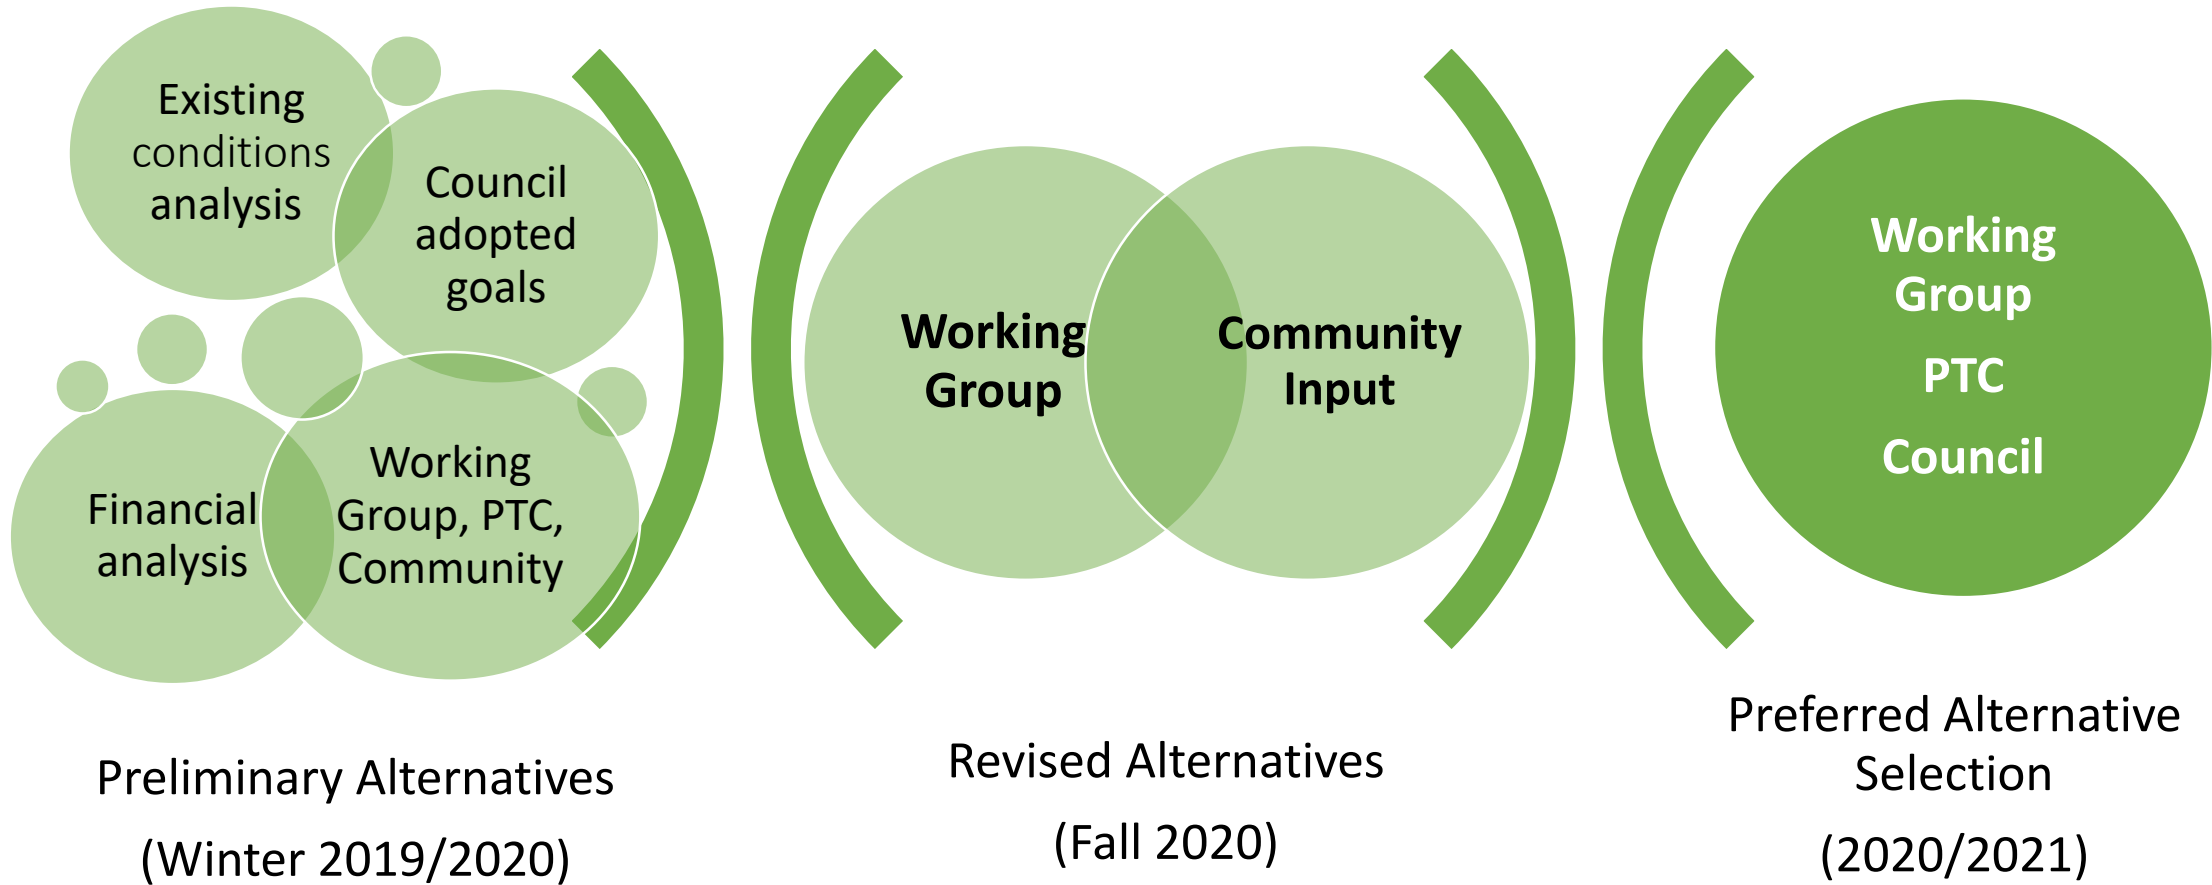 Existing
conditions
analysis
Council
adopted
goals
Financial
analysis
Working
Group, PTC,
Community
Preliminary Alternatives
(Winter 2019/2020)
Working
Group
Community
Input
Revised Alternatives
(Fall 2020)
Working
Group
PTC
Council
Preferred Alternative
Selection
(2020/2021)